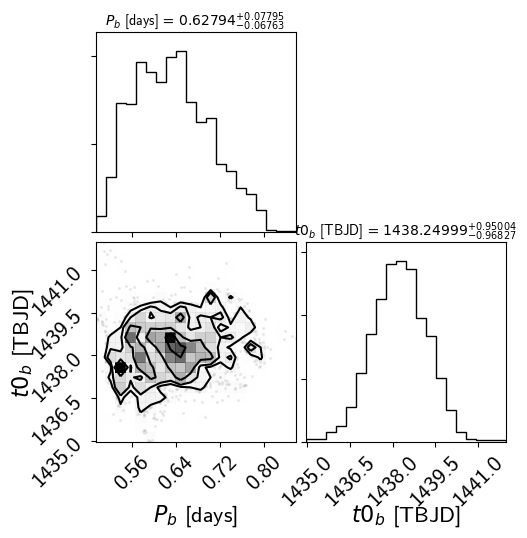 P_b [days] = 0.62794^{+0.07795}_{-0.06763}
t0_b [TBJD] = 1438.24999^{+0.95004}_{-0.96827}
t0_b [TBJD]
1441.0
1439.5
1438.0
1436.5
1435.0
0.56 0.64 0.72 0.80
1435.0 1436.5 1438.0 1439.5 1441.0
P_b [days]
t0_b [TBJD]